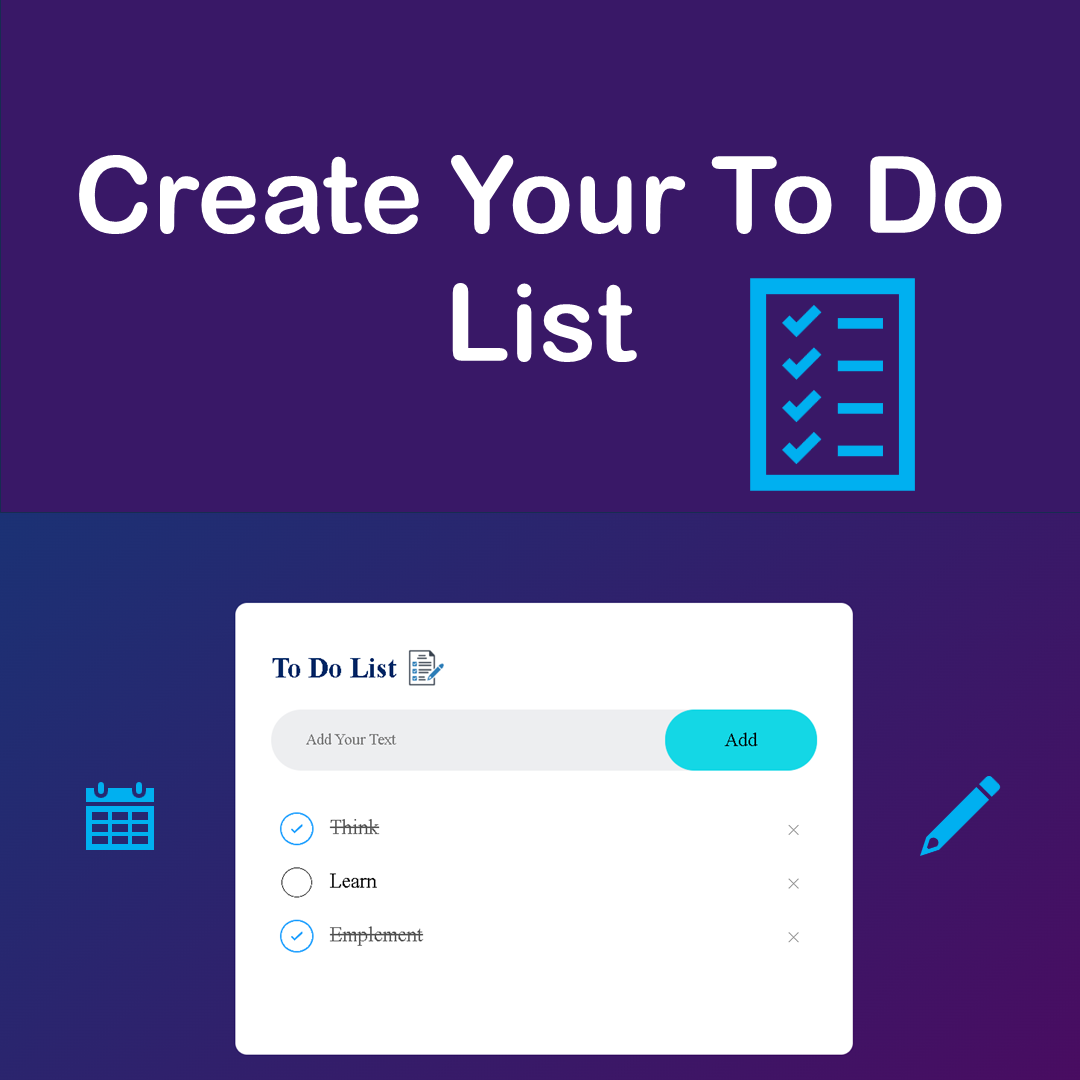 Create Your To Do
List
To Do List
Add Your Text
Add
Think
Learn
Emplement